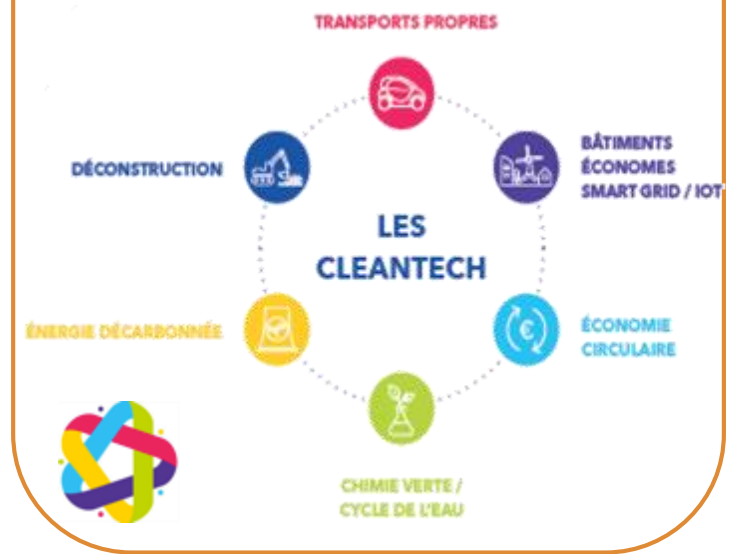 TRANSPORTS PROPRES
DÉCONSTRUCTION
BÂTIMENTS
ÉCONOMES
SMART GRID / IOT
LES
CLEANTECH
ÉNERGIE DÉCARBONNÉE
€
ÉCONOMIE
CIRCULAIRE
CHIMIE VERTE /
CYCLE DE L'EAU